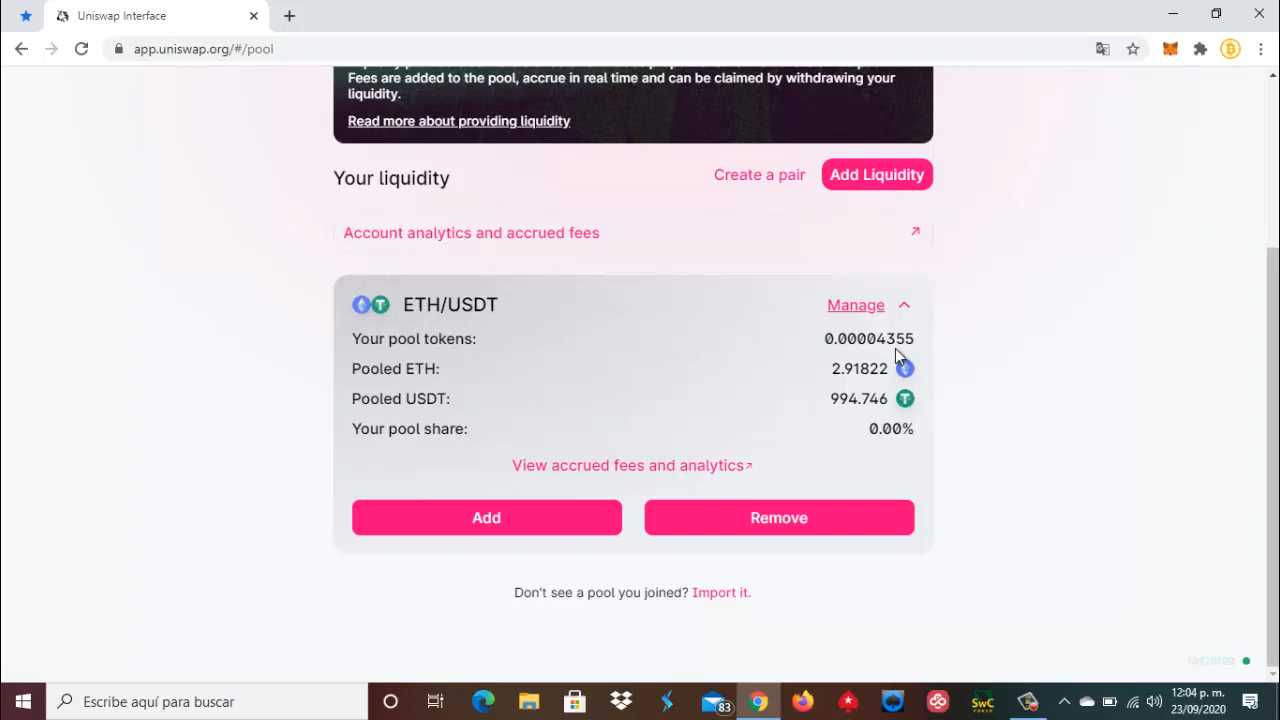 Uniswap Interface
app.uniswap.org/#/pool
Fees are added to the pool, accrue in real time and can be claimed by withdrawing your
liquidity.
Read more about providing liquidity
Your liquidity
Create a pair
Add Liquidity
Account analytics and accrued fees
ETH/USDT
Manage
Your pool tokens:
0.00004355
Pooled ETH:
2.91822
Pooled USDT:
994.746
Your pool share:
0.00%
View accrued fees and analytics
Add
Remove
Don't see a pool you joined? Import it.
Escribe aquí para buscar
83
SwC
12:04 p. m.
23/09/2020